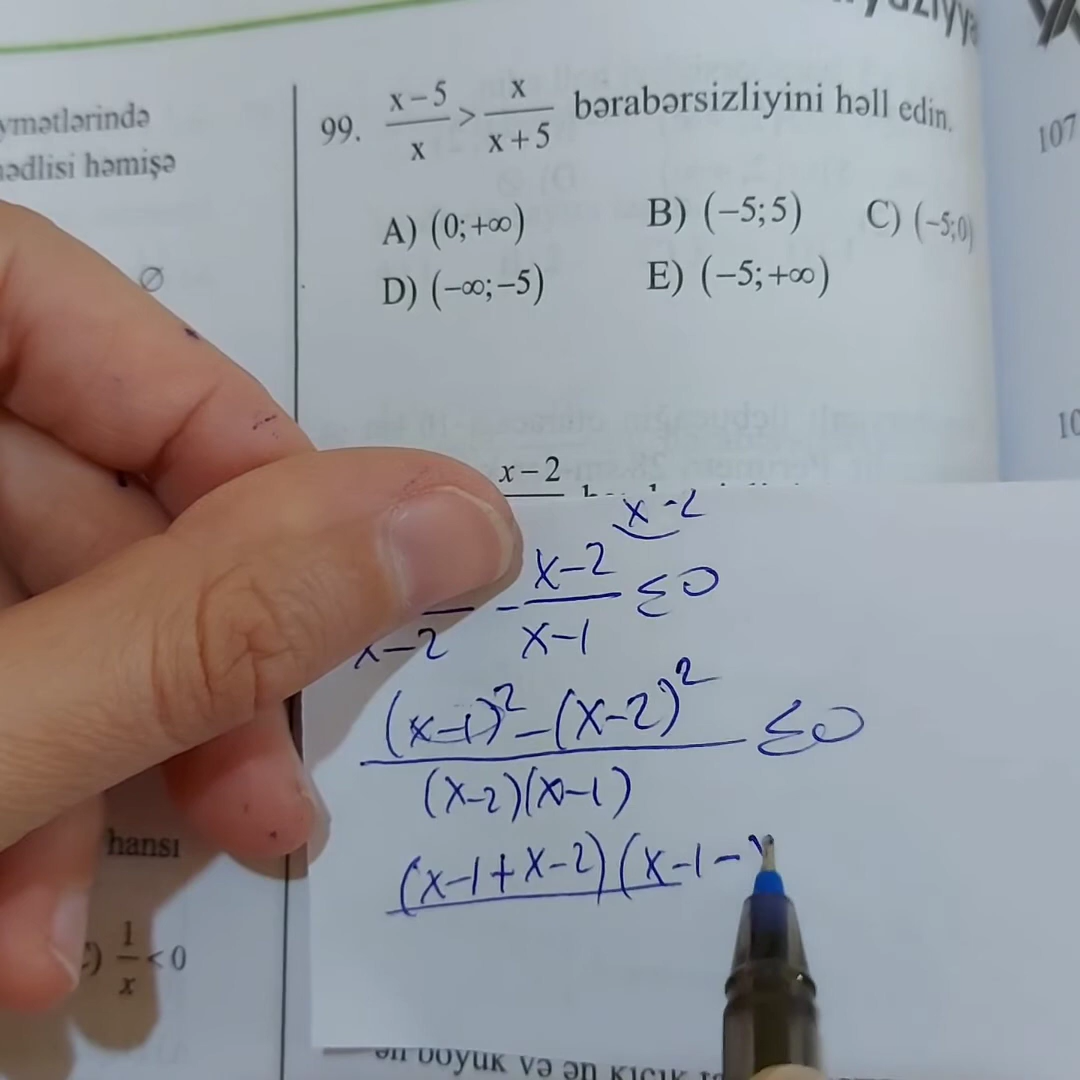 ymətlərində
ədlisi həmişə
Ø
99. x−5/x > x/x+5 bərabərsizliyini həll edin.
A) (0;+∞) B) (−5;5) C) (−5;0)
D) (−∞;−5) E) (−5;+∞)
107
10
x−2
x-2
x-2 - x-2/x-1 ≤0
(x-1)²-(x-2)²/(x-2)(x-1) ≤0
(x-1+x-2)(x-1-
hansı
1/x<0
ən böyük və ən kiçik